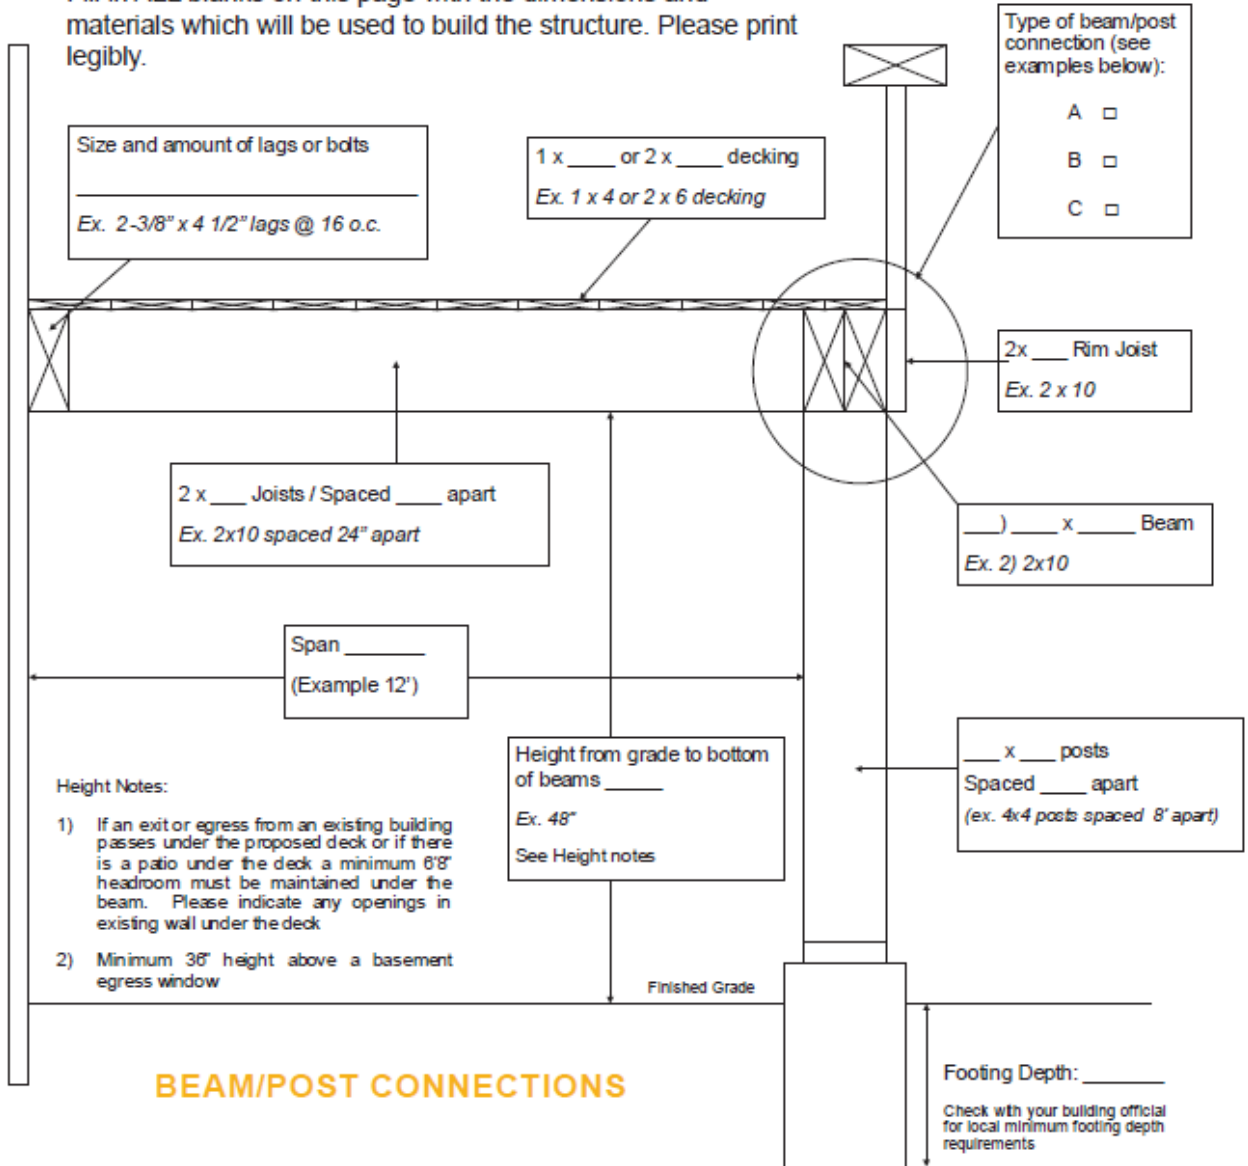 materials which will be used to build the structure. Please print
legibly.
Type of beam/post
connection (see
examples below):
A □
B □
C □
Size and amount of lags or bolts
__________________
Ex. 2-3/8" x 4 1/2" lags @ 16 o.c.
1 x ____ or 2 x ____ decking
Ex. 1 x 4 or 2 x 6 decking
2x ___ Rim Joist
Ex. 2 x 10
2 x ___ Joists / Spaced ____ apart
Ex. 2x10 spaced 24" apart
___) ____ x _____ Beam
Ex. 2) 2x10
Span _______
(Example 12')
Height from grade to bottom
of beams _____
Ex. 48"
See Height notes
___ x ___ posts
Spaced ____ apart
(ex. 4x4 posts spaced 8' apart)
Height Notes:
1) If an exit or egress from an existing building
passes under the proposed deck or if there
is a patio under the deck a minimum 6'8"
headroom must be maintained under the
beam. Please indicate any openings in
existing wall under the deck
2) Minimum 36" height above a basement
egress window
Finished Grade
BEAM/POST CONNECTIONS
Footing Depth: _______
Check with your building official
for local minimum footing depth
requirements